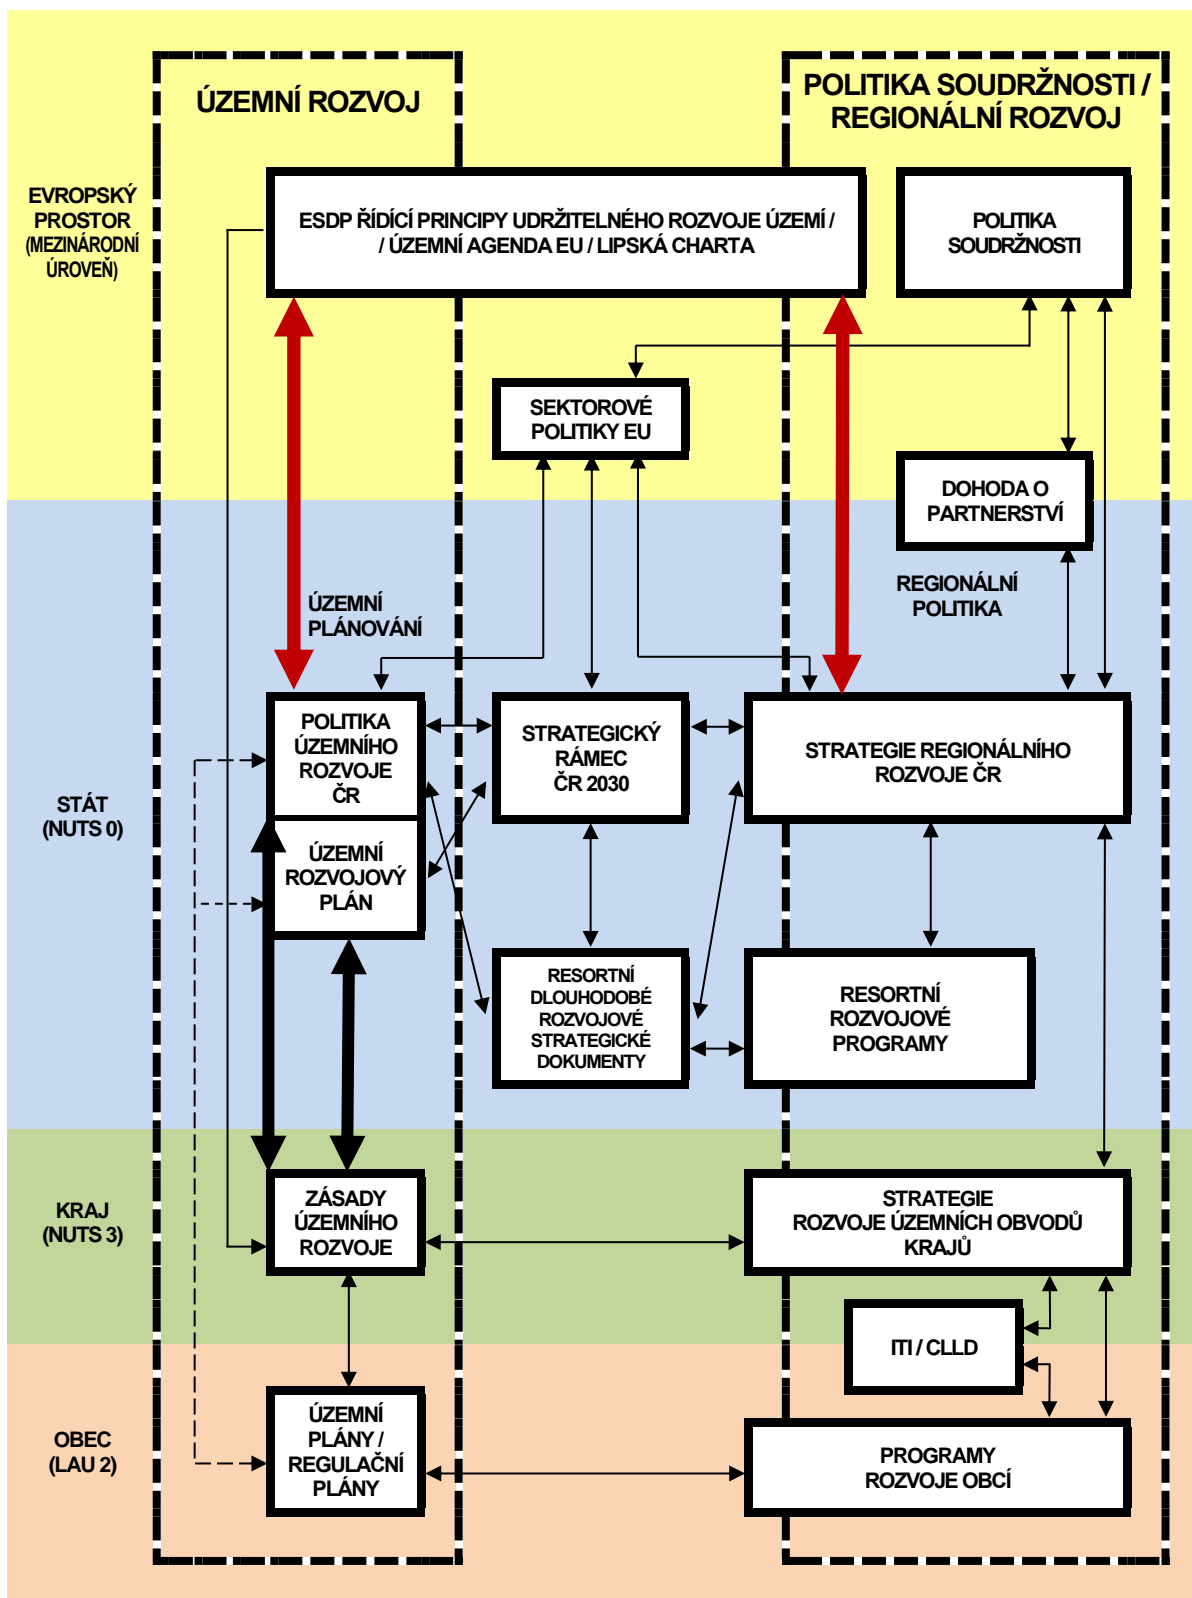 ÚZEMNÍ ROZVOJ
POLITIKA SOUDRŽNOSTI /
REGIONÁLNÍ ROZVOJ
EVROPSKÝ
PROSTOR
(MEZINÁRODNÍ
ÚROVEŇ)
ESDP ŘÍDÍCÍ PRINCIPY UDRŽITELNÉHO ROZVOJE ÚZEMÍ /
/ ÚZEMNÍ AGENDA EU / LIPSKÁ CHARTA
POLITIKA
SOUDRŽNOSTI
SEKTOROVÉ
POLITIKY EU
DOHODA O
PARTNERSTVÍ
ÚZEMNÍ
PLÁNOVÁNÍ
REGIONÁLNÍ
POLITIKA
STÁT
(NUTS 0)
POLITIKA
ÚZEMNÍHO
ROZVOJE
ČR
ÚZEMNÍ
ROZVOJOVÝ
PLÁN
STRATEGICKÝ
RÁMEC
ČR 2030
STRATEGIE REGIONÁLNÍHO
ROZVOJE ČR
RESORTNÍ
DLOUHODOBÉ
ROZVOJOVÉ
STRATEGICKÉ
DOKUMENTY
RESORTNÍ
ROZVOJOVÉ
PROGRAMY
KRAJ
(NUTS 3)
ZÁSADY
ÚZEMNÍHO
ROZVOJE
STRATEGIE
ROZVOJE ÚZEMNÍCH OBVODŮ
KRAJŮ
ITI / CLLD
OBEC
(LAU 2)
ÚZEMNÍ
PLÁNY /
REGULAČNÍ
PLÁNY
PROGRAMY
ROZVOJE OBCÍ